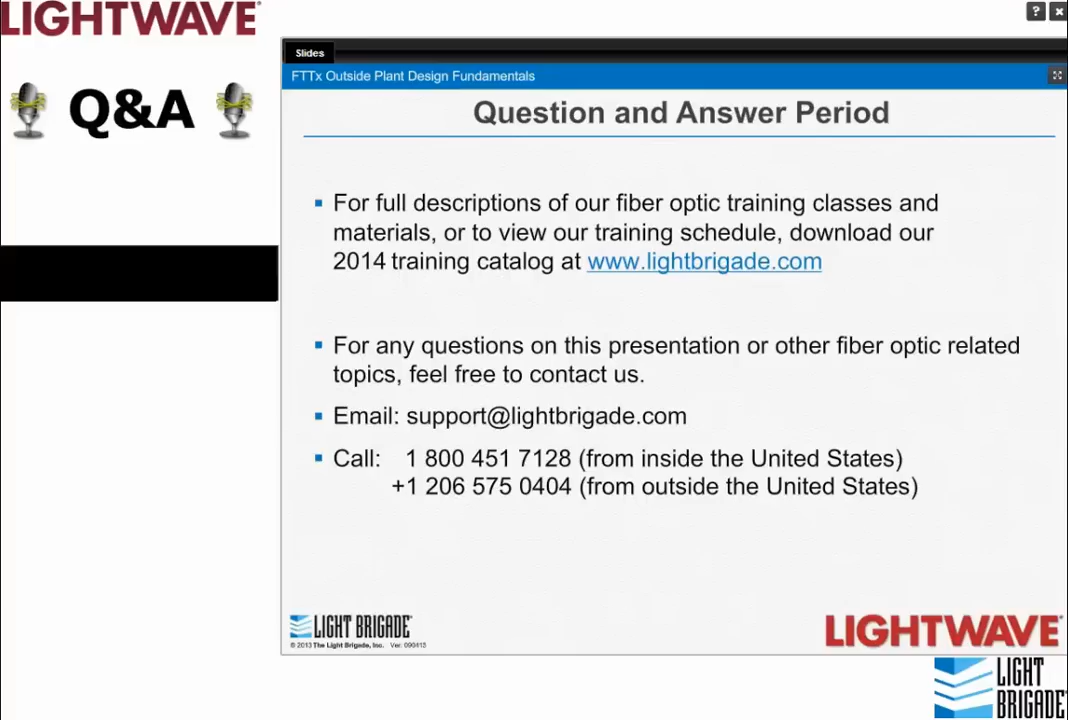 LIGHTWAVE
Q&A
Slides
FTTx Outside Plant Design Fundamentals
Question and Answer Period
▪ For full descriptions of our fiber optic training classes and
materials, or to view our training schedule, download our
2014 training catalog at www.lightbrigade.com
▪ For any questions on this presentation or other fiber optic related
topics, feel free to contact us.
▪ Email: support@lightbrigade.com
▪ Call: 1 800 451 7128 (from inside the United States)
+1 206 575 0404 (from outside the United States)
LIGHT BRIGADE®
© 2013 The Light Brigade, Inc. Ver: 090413
LIGHTWAVE
LIGHT
BRIGADE